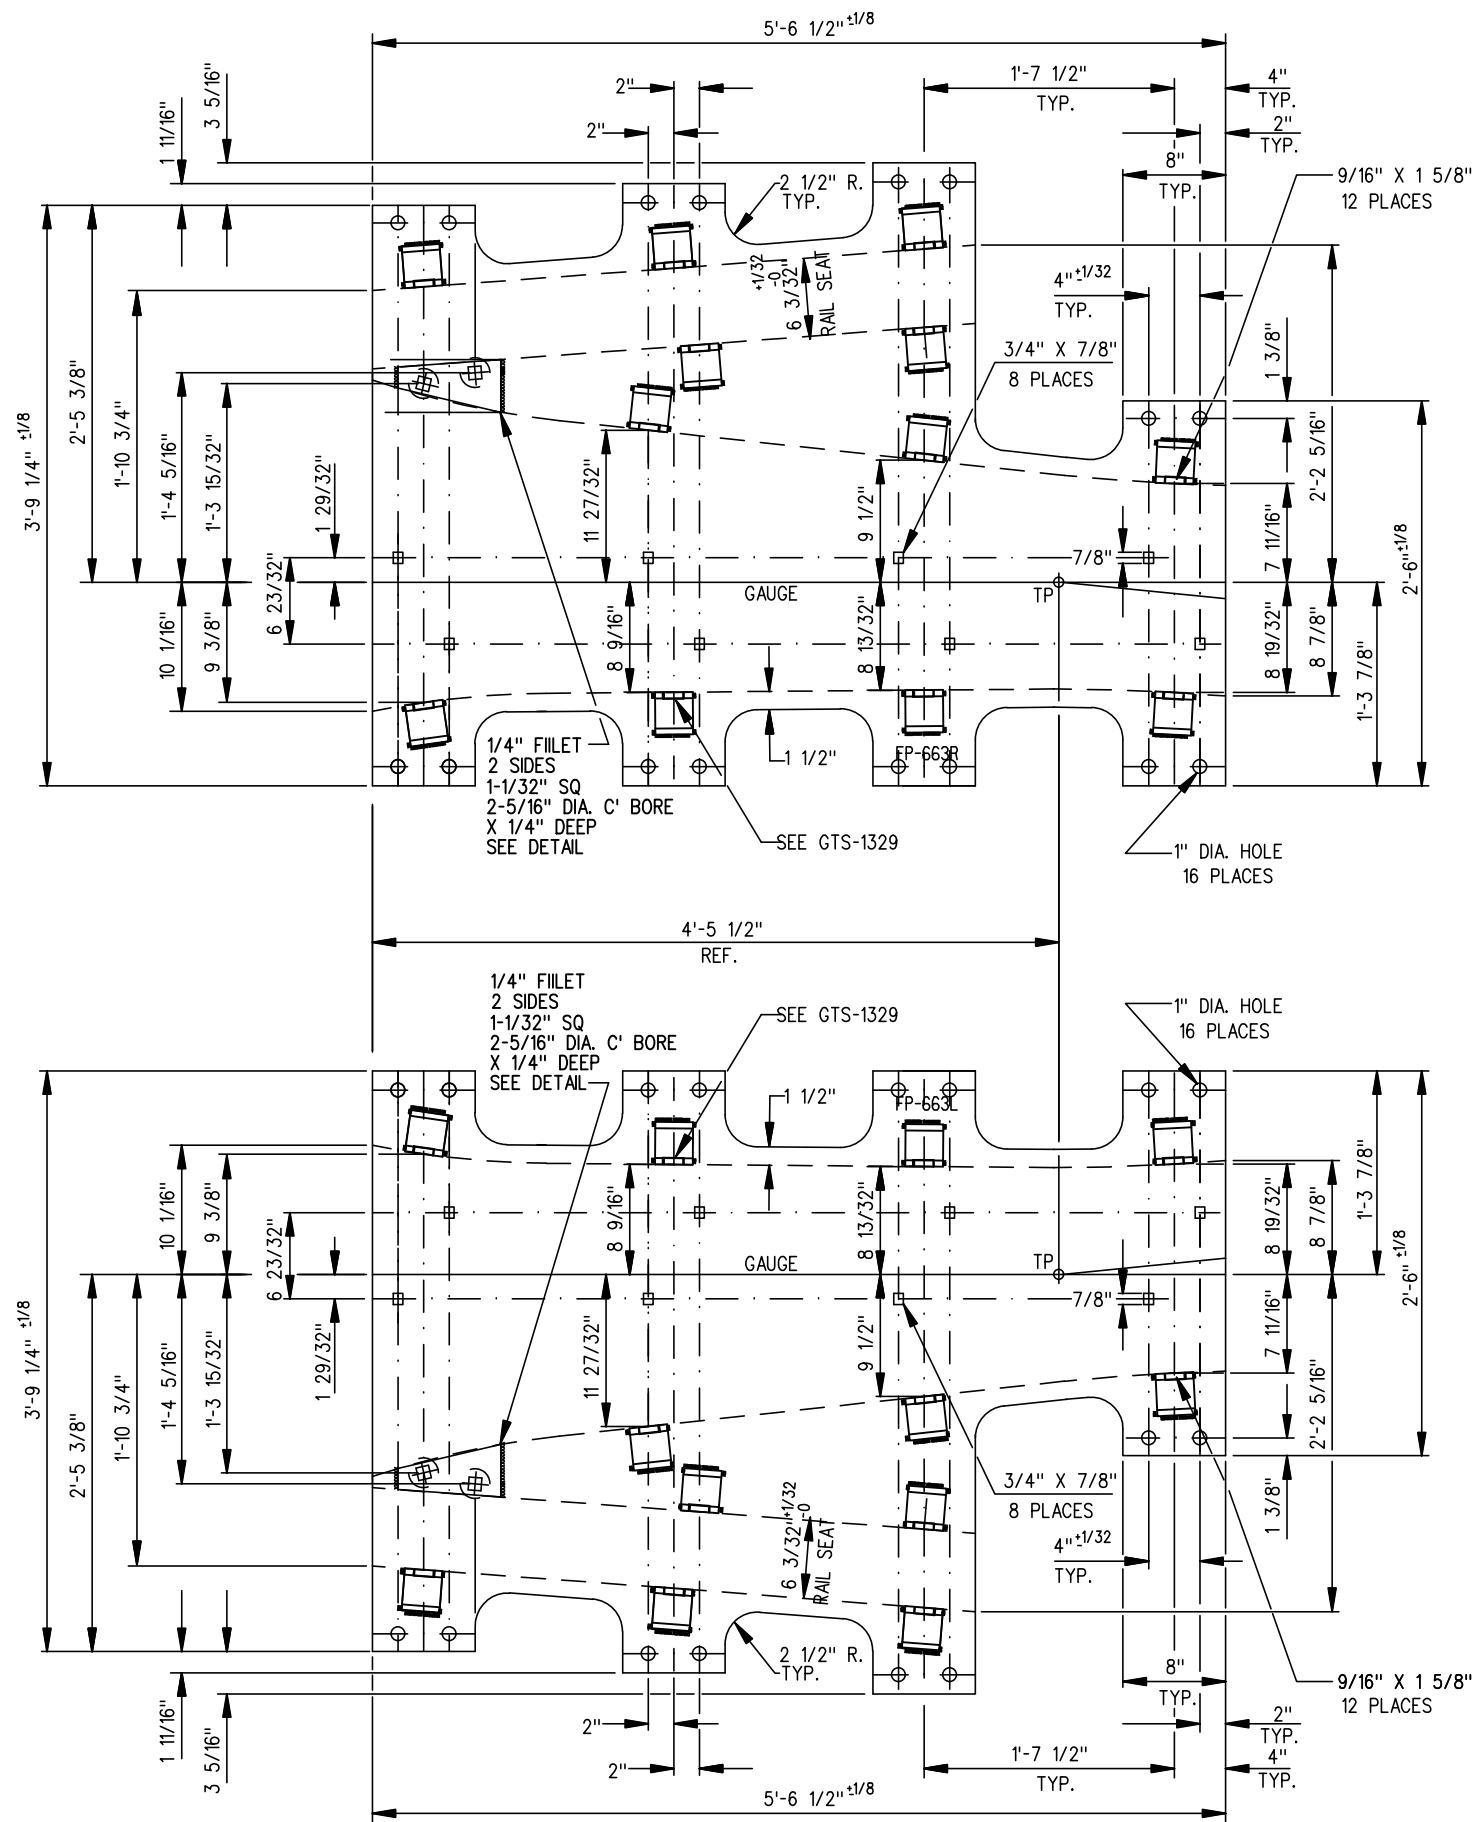 5'-6 1/2" ±1/8
3 5/16"
1 11/16"
2"
2"
1'-7 1/2"
TYP.
4"
TYP.
2"
TYP.
8"
TYP.
2 1/2" R.
TYP.
9/16" X 1 5/8"
12 PLACES
+1/32
-0
6 3/32"
RAIL SEAT
4" ±1/32
TYP.
3/4" X 7/8"
8 PLACES
1 3/8"
3'-9 1/4" ±1/8
2'-5 3/8"
1'-10 3/4"
1'-4 5/16"
1'-3 15/32"
1 29/32"
6 23/32"
11 27/32"
9 1/2"
7/8"
7 11/16"
2'-2 5/16"
2'-6" ±1/8
GAUGE
TP
10 1/16"
9 3/8"
8 9/16"
8 13/32"
8 19/32"
8 7/8"
1'-3 7/8"
1 1/2"
FP-663R
1/4" FIILET
2 SIDES
1-1/32" SQ
2-5/16" DIA. C' BORE
X 1/4" DEEP
SEE DETAIL
SEE GTS-1329
1" DIA. HOLE
16 PLACES
4'-5 1/2"
REF.
1/4" FIILET
2 SIDES
1-1/32" SQ
2-5/16" DIA. C' BORE
X 1/4" DEEP
SEE DETAIL
SEE GTS-1329
1" DIA. HOLE
16 PLACES
1 1/2"
FP-663L
10 1/16"
9 3/8"
6 23/32"
8 9/16"
8 13/32"
8 19/32"
8 7/8"
1'-3 7/8"
GAUGE
TP
3'-9 1/4" ±1/8
2'-5 3/8"
1'-10 3/4"
1'-4 5/16"
1'-3 15/32"
1 29/32"
11 27/32"
9 1/2"
7/8"
7 11/16"
2'-2 5/16"
2'-6" ±1/8
3/4" X 7/8"
8 PLACES
1 3/8"
4" ±1/32
TYP.
6 3/32" +1/32
-0
RAIL SEAT
2 1/2" R.
TYP.
8"
TYP.
9/16" X 1 5/8"
12 PLACES
2"
TYP.
1 11/16"
3 5/16"
2"
2"
1'-7 1/2"
TYP.
4"
TYP.
5'-6 1/2" ±1/8